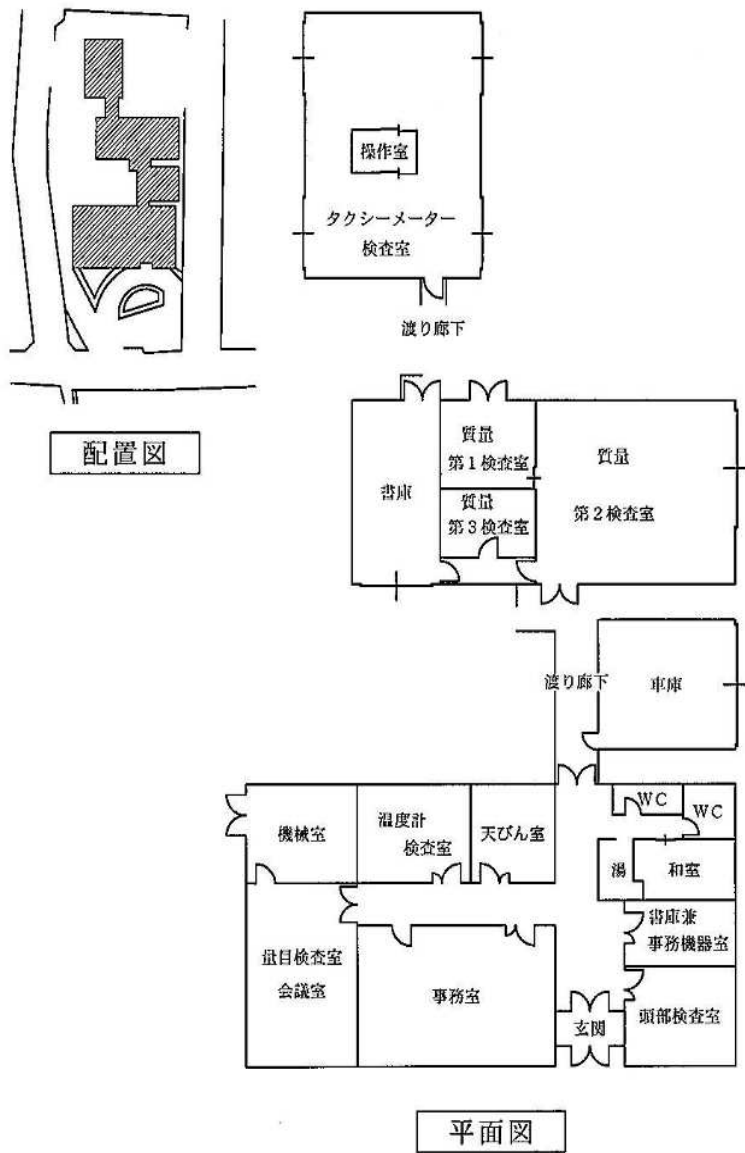 操作室
タクシーメーター
検査室
渡り廊下
配置図
質量
第1検査室
質量
第2検査室
書庫
質量
第3検査室
渡り廊下
車庫
機械室
温度計
検査室
天びん室
WC
WC
湯
和室
書庫兼
事務機器室
量目検査室
会議室
事務室
玄関
頭部検査室
平面図